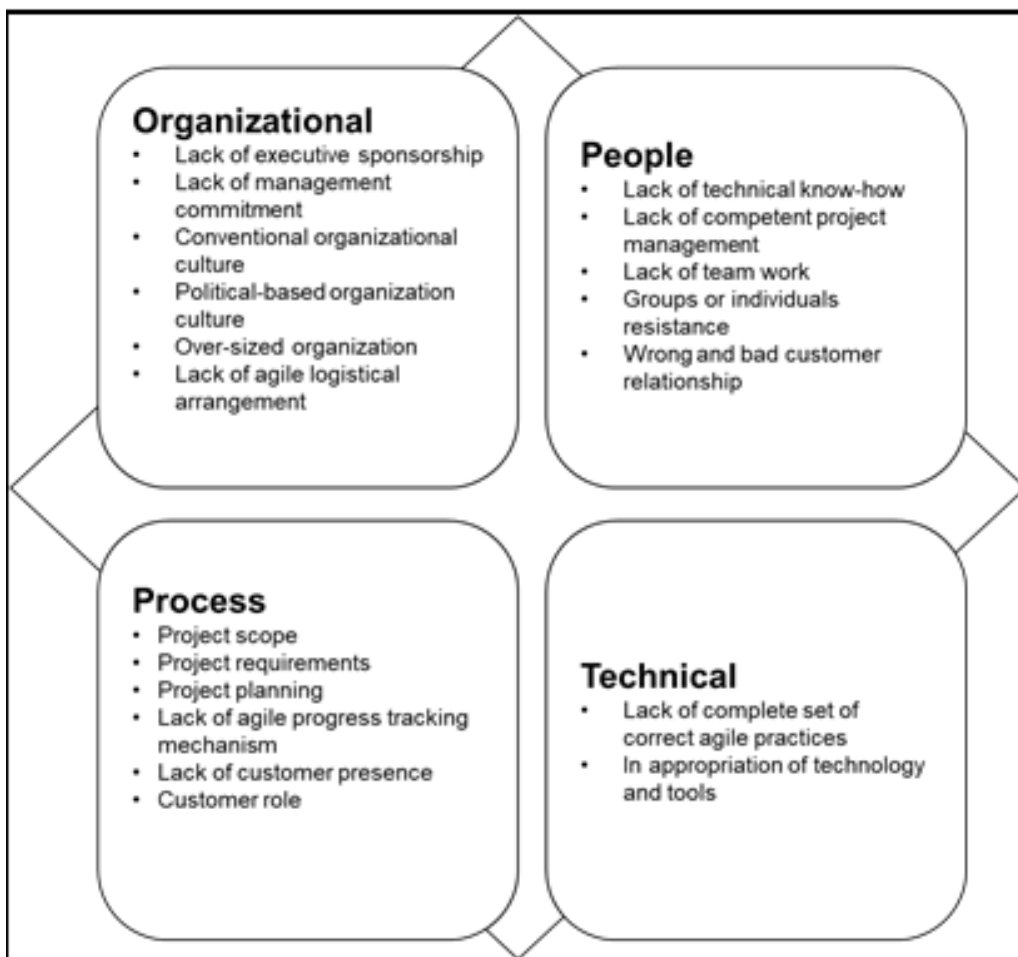 Organizational
• Lack of executive sponsorship
• Lack of management
commitment
• Conventional organizational
culture
• Political-based organization
culture
• Over-sized organization
• Lack of agile logistical
arrangement
People
• Lack of technical know-how
• Lack of competent project
management
• Lack of team work
• Groups or individuals
resistance
• Wrong and bad customer
relationship
Process
• Project scope
• Project requirements
• Project planning
• Lack of agile progress tracking
mechanism
• Lack of customer presence
• Customer role
Technical
• Lack of complete set of
correct agile practices
• In appropriation of technology
and tools